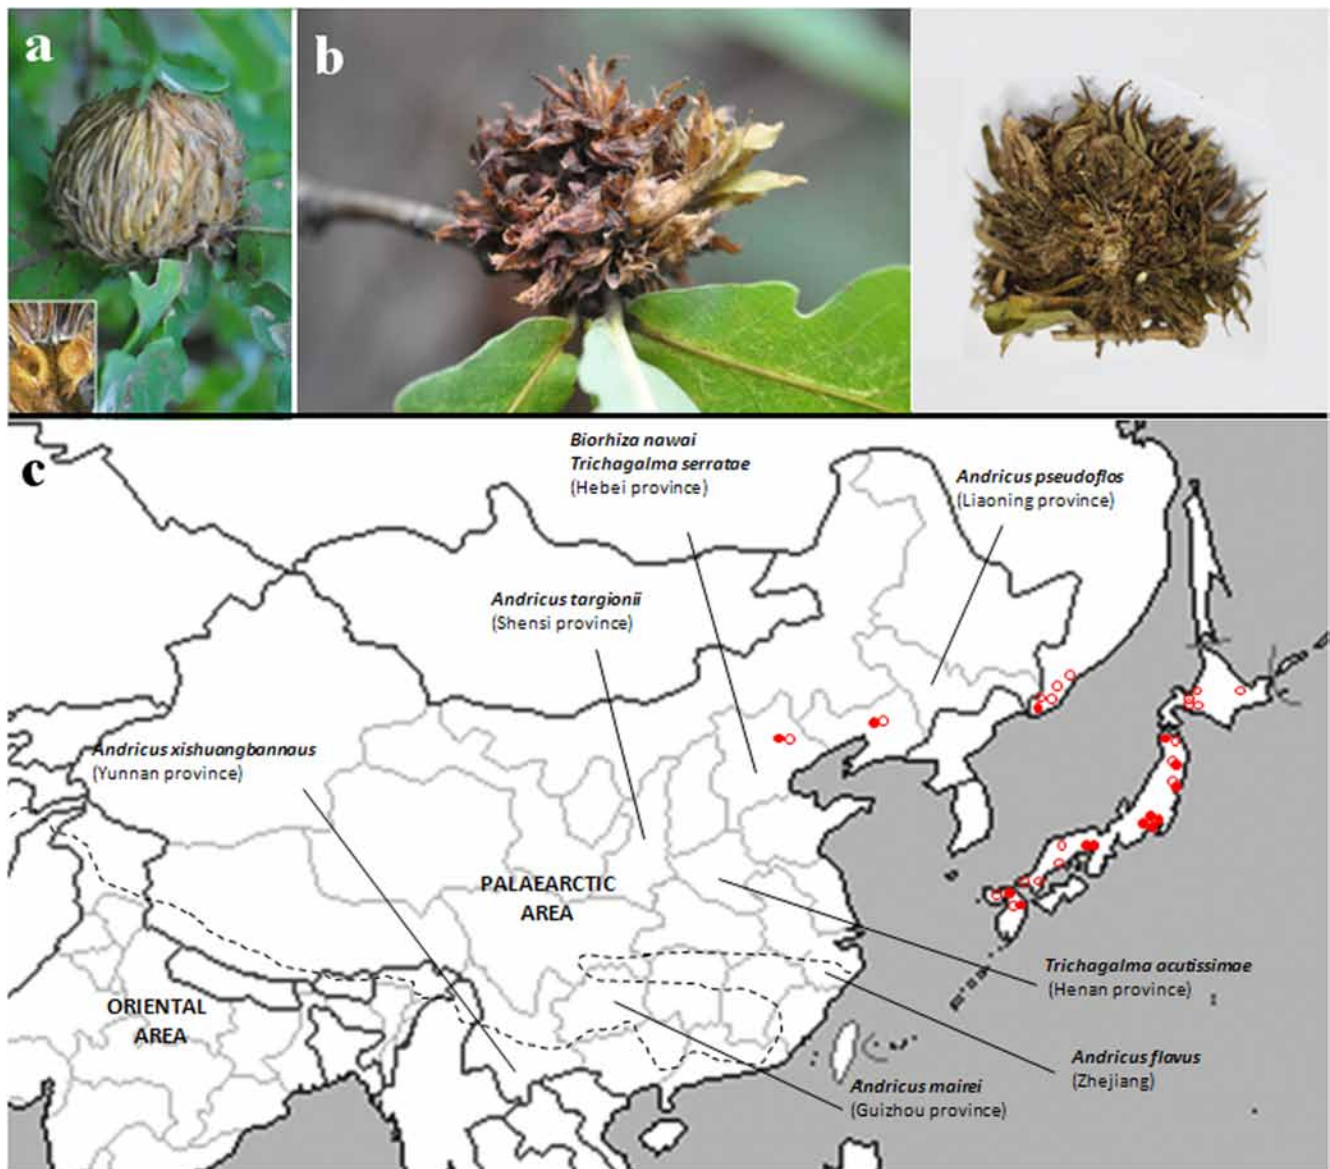 a
b
c
Biorhiza nawai
Trichagalma serratae
(Hebei province)
Andricus pseudoflos
(Liaoning province)
Andricus targionii
(Shensi province)
Andricus xishuangbannaus
(Yunnan province)
PALAEARCTIC
AREA
ORIENTAL
AREA
Trichagalma acutissimae
(Henan province)
Andricus flavus
(Zhejiang)
Andricus mairei
(Guizhou province)